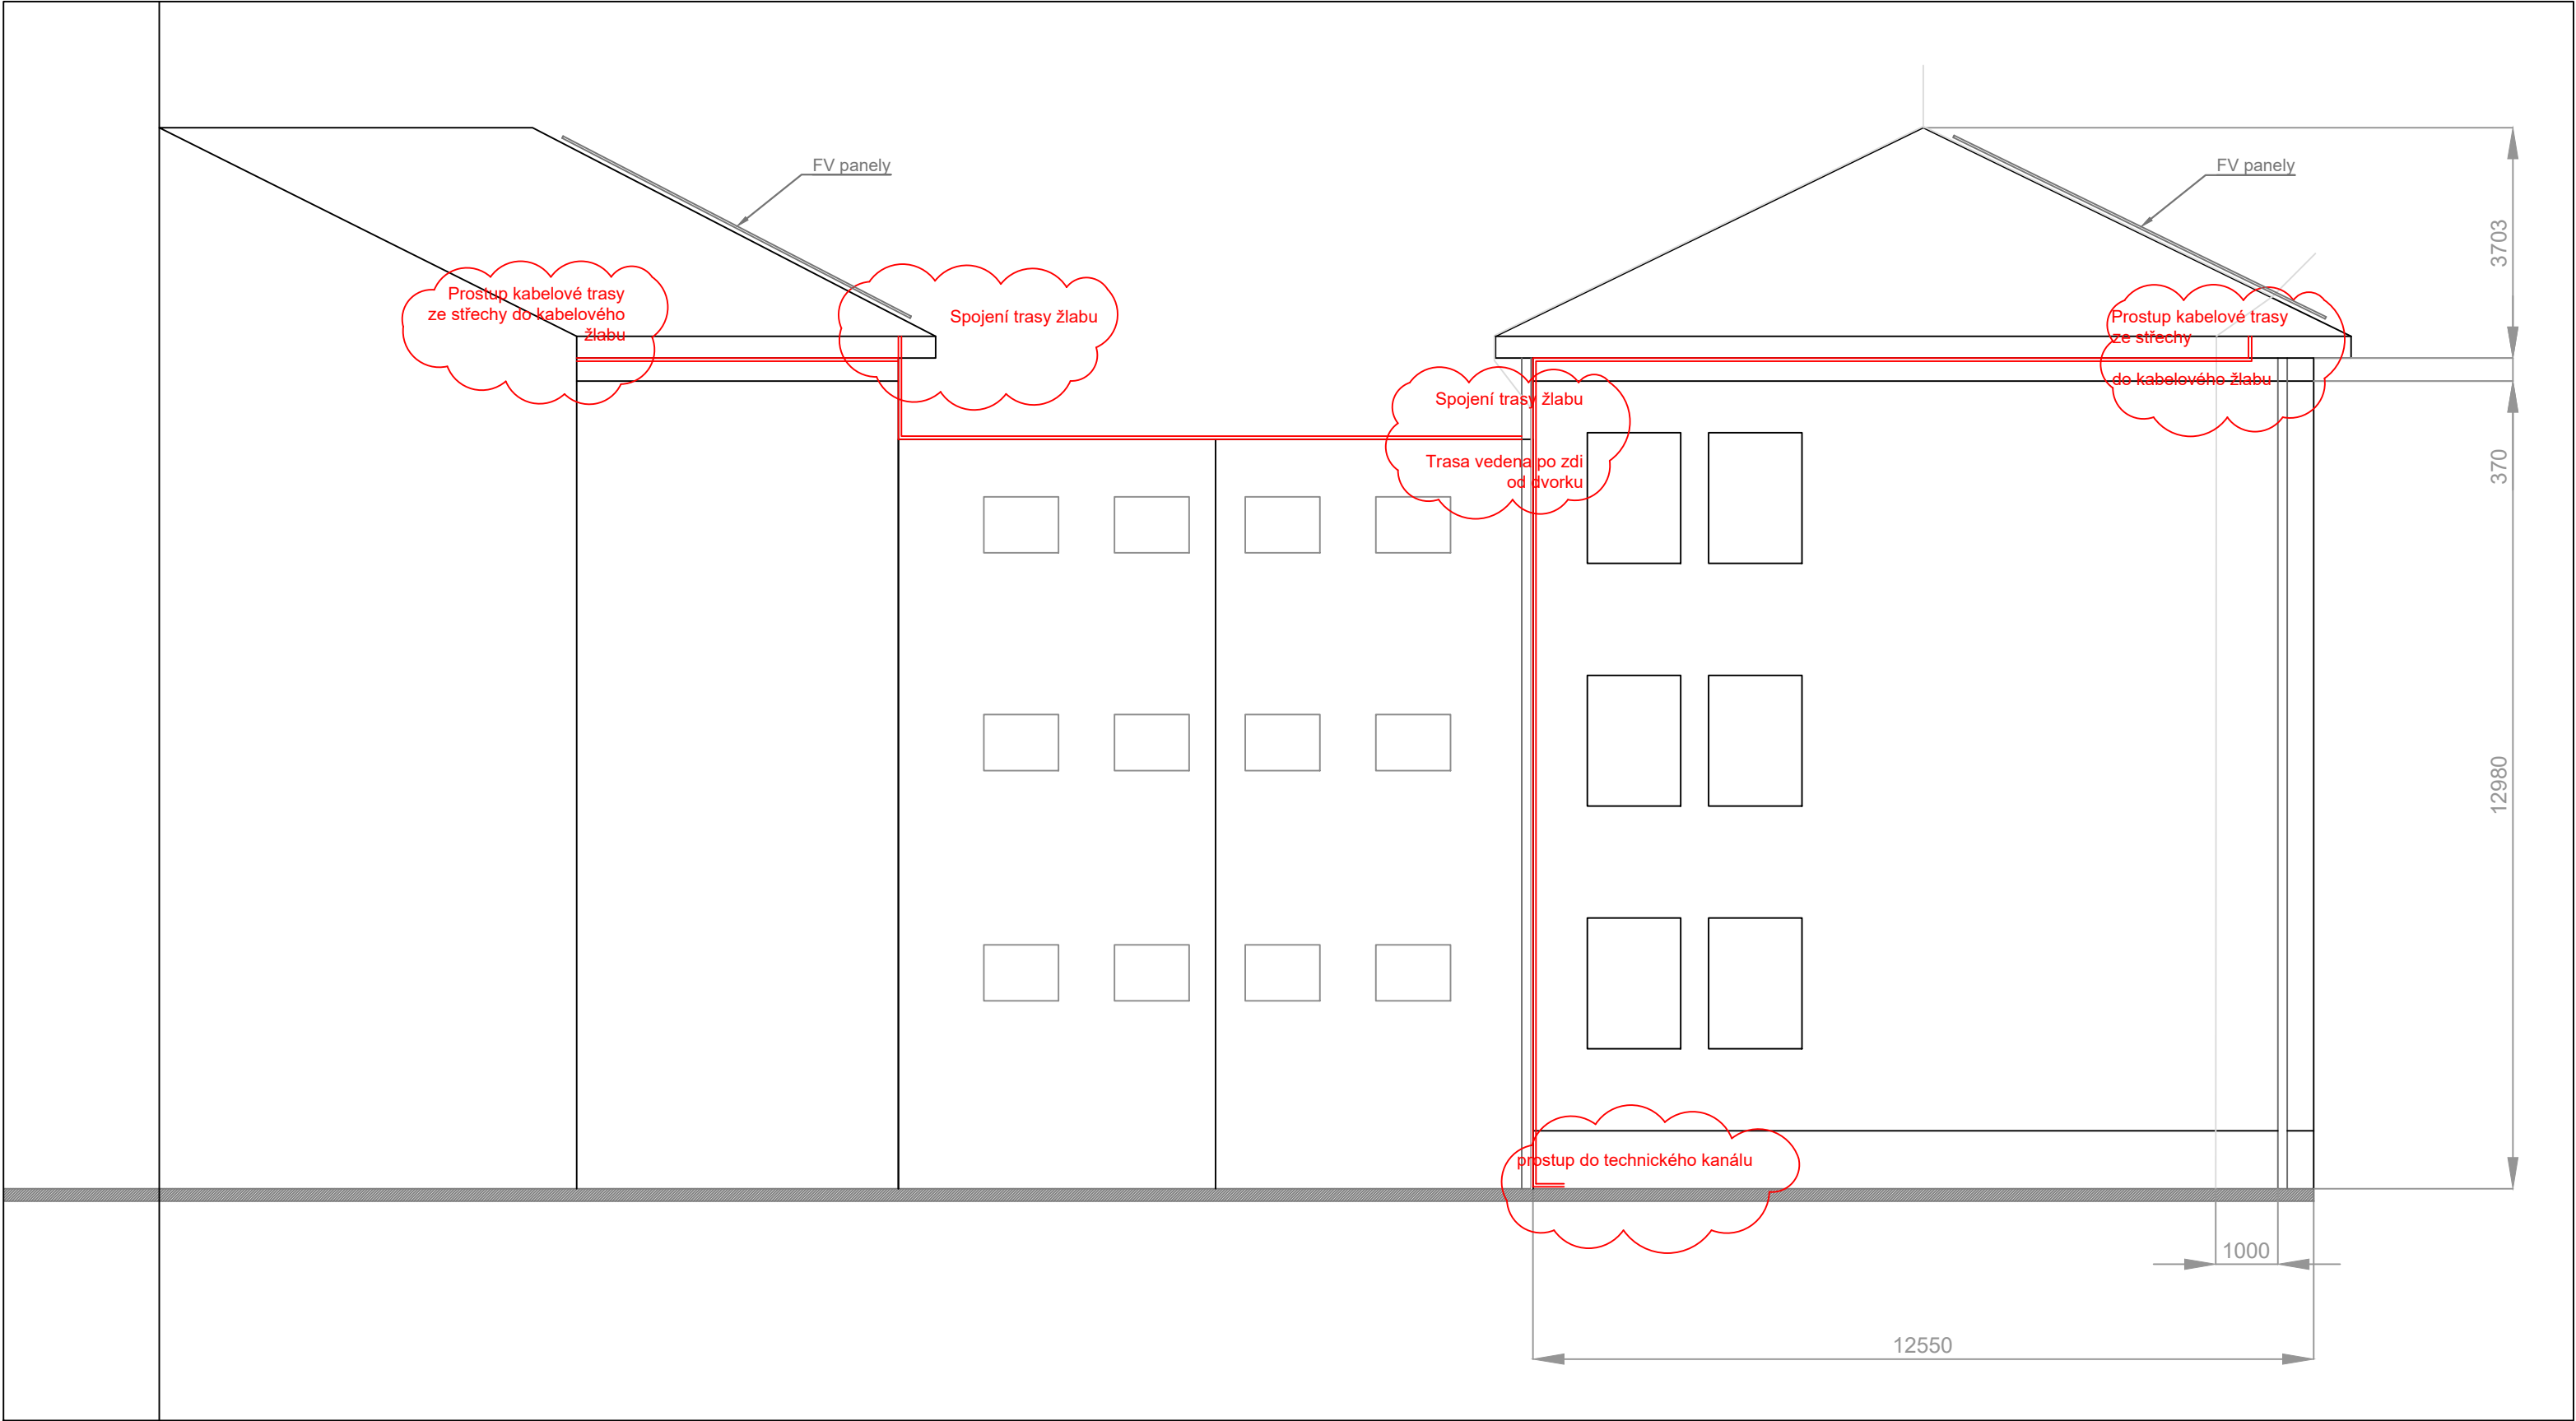 FV panely
FV panely
3703
Prostup kabelové trasy
ze střechy do kabelového
žlabu
Spojení trasy žlabu
Prostup kabelové trasy
ze střechy
do kabelového žlabu
Spojení trasy žlabu
Trasa vedena po zdi
od dvorku
370
12980
prostup do technického kanálu
1000
12550